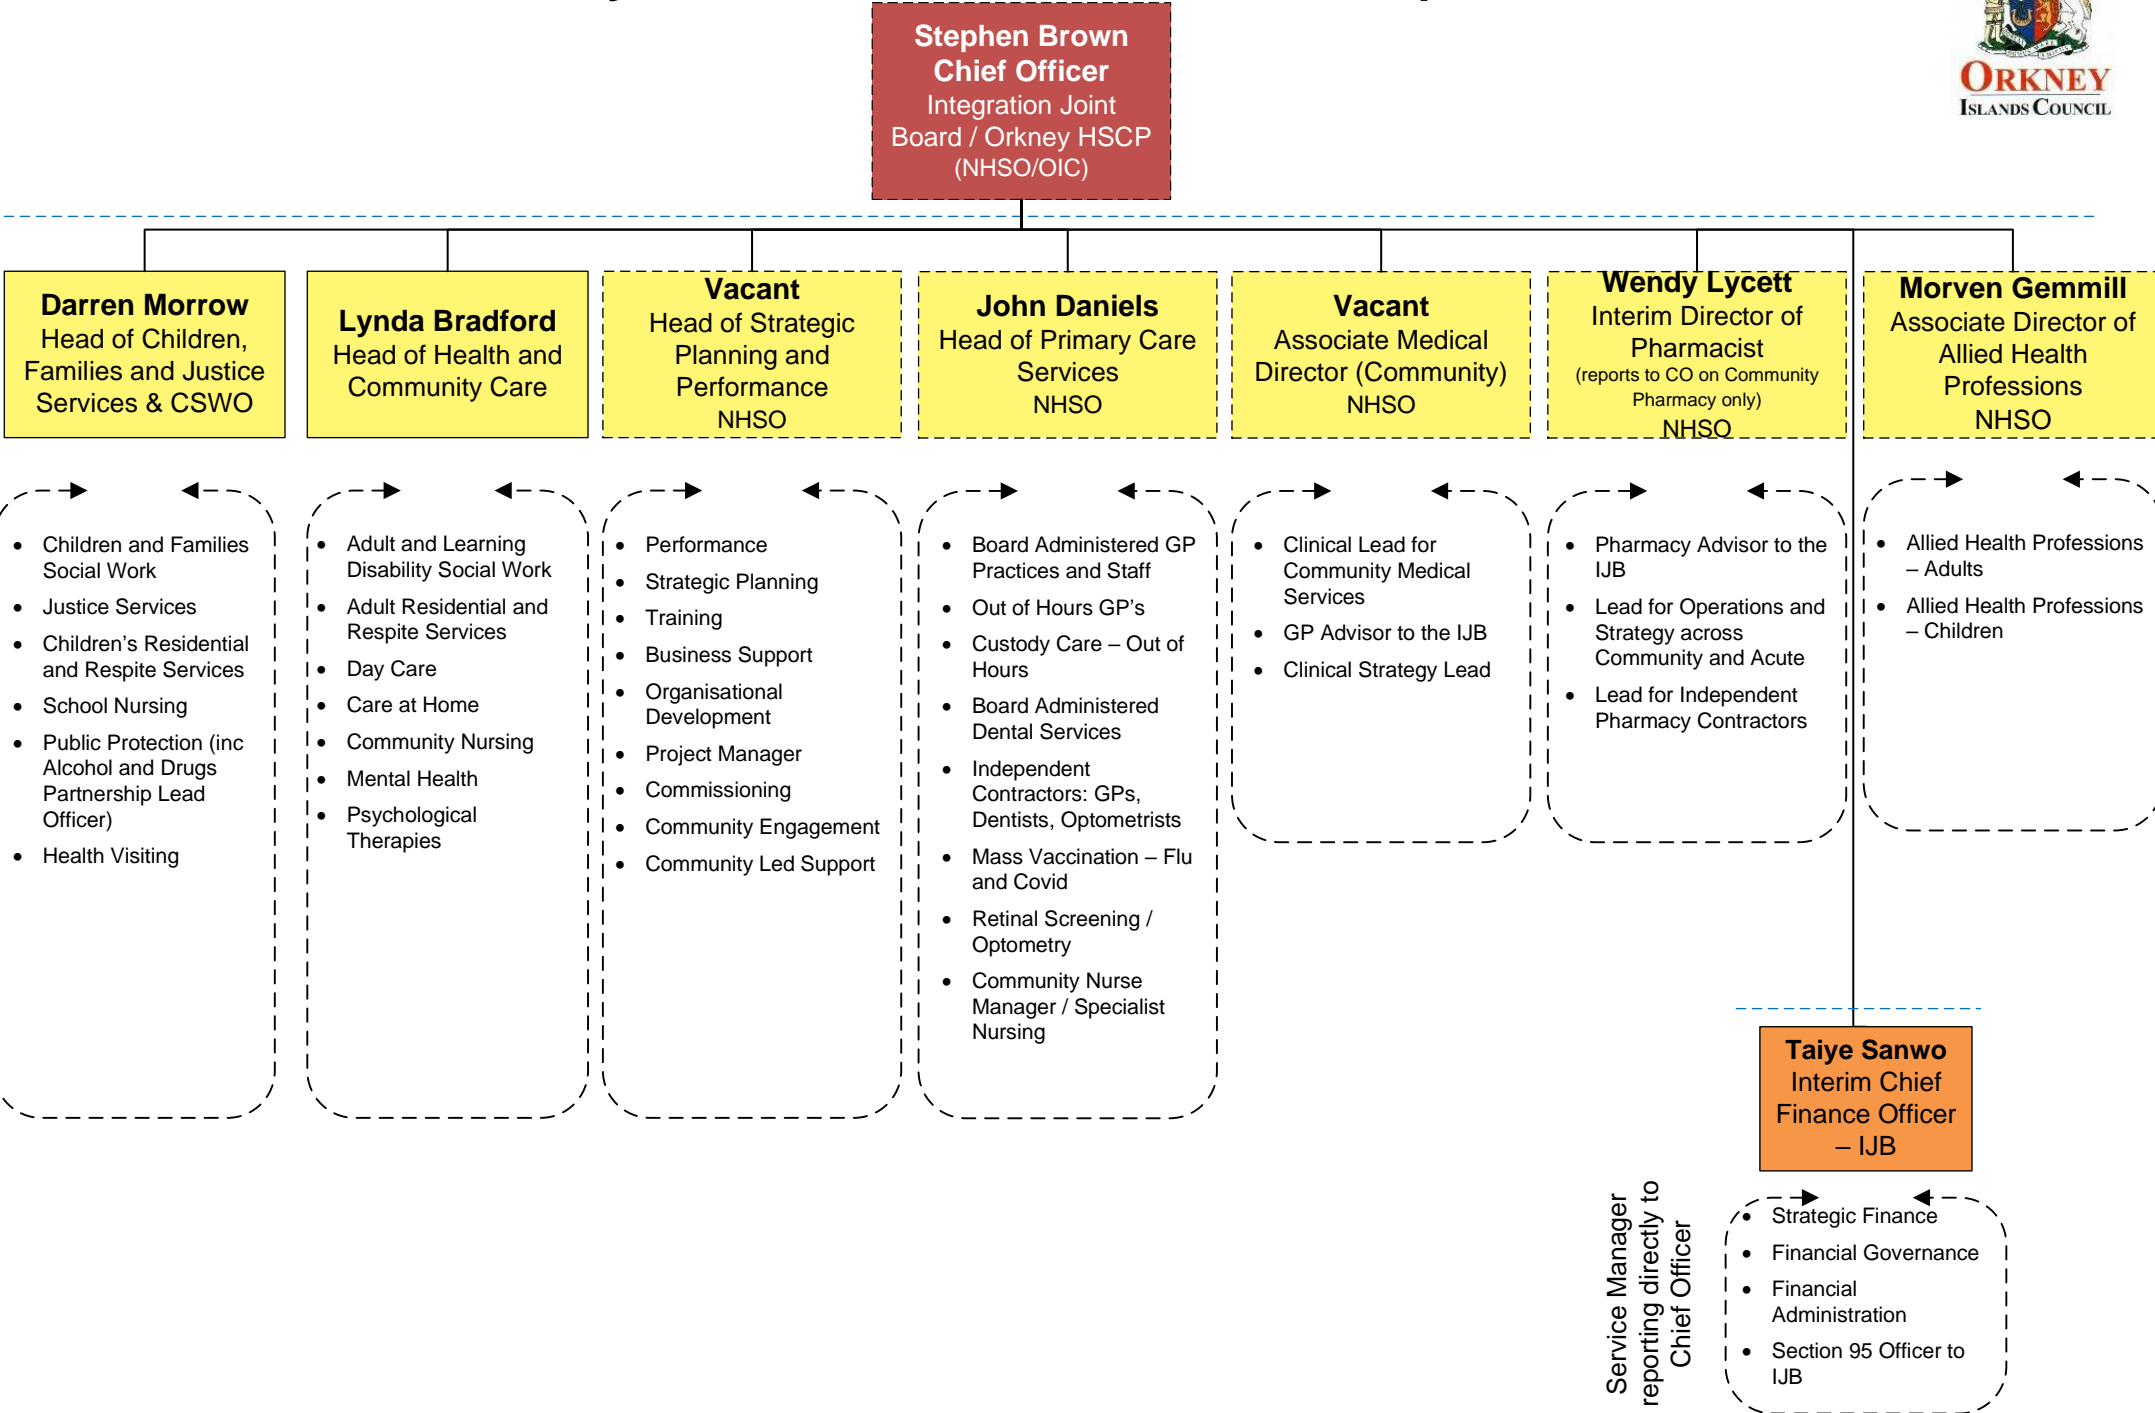 Stephen Brown
Chief Officer
Integration Joint
Board / Orkney HSCP
(NHSO/OIC)
ORKNEY
ISLANDS COUNCIL
Darren Morrow
Head of Children,
Families and Justice
Services & CSWO
Lynda Bradford
Head of Health and
Community Care
Vacant
Head of Strategic
Planning and
Performance
NHSO
John Daniels
Head of Primary Care
Services
NHSO
Vacant
Associate Medical
Director (Community)
NHSO
Wendy Lycett
Interim Director of
Pharmacist
(reports to CO on Community
Pharmacy only)
NHSO
Morven Gemmill
Associate Director of
Allied Health
Professions
NHSO
• Children and Families
Social Work
• Justice Services
• Children’s Residential
and Respite Services
• School Nursing
• Public Protection (inc
Alcohol and Drugs
Partnership Lead
Officer)
• Health Visiting
• Adult and Learning
Disability Social Work
• Adult Residential and
Respite Services
• Day Care
• Care at Home
• Community Nursing
• Mental Health
• Psychological
Therapies
• Performance
• Strategic Planning
• Training
• Business Support
• Organisational
Development
• Project Manager
• Commissioning
• Community Engagement
• Community Led Support
• Board Administered GP
Practices and Staff
• Out of Hours GP’s
• Custody Care – Out of
Hours
• Board Administered
Dental Services
• Independent
Contractors: GPs,
Dentists, Optometrists
• Mass Vaccination – Flu
and Covid
• Retinal Screening /
Optometry
• Community Nurse
Manager / Specialist
Nursing
• Clinical Lead for
Community Medical
Services
• GP Advisor to the IJB
• Clinical Strategy Lead
• Pharmacy Advisor to the
IJB
• Lead for Operations and
Strategy across
Community and Acute
• Lead for Independent
Pharmacy Contractors
• Allied Health Professions
– Adults
• Allied Health Professions
– Children
Taiye Sanwo
Interim Chief
Finance Officer
– IJB
Service Manager
reporting directly to
Chief Officer
• Strategic Finance
• Financial Governance
• Financial
Administration
• Section 95 Officer to
IJB